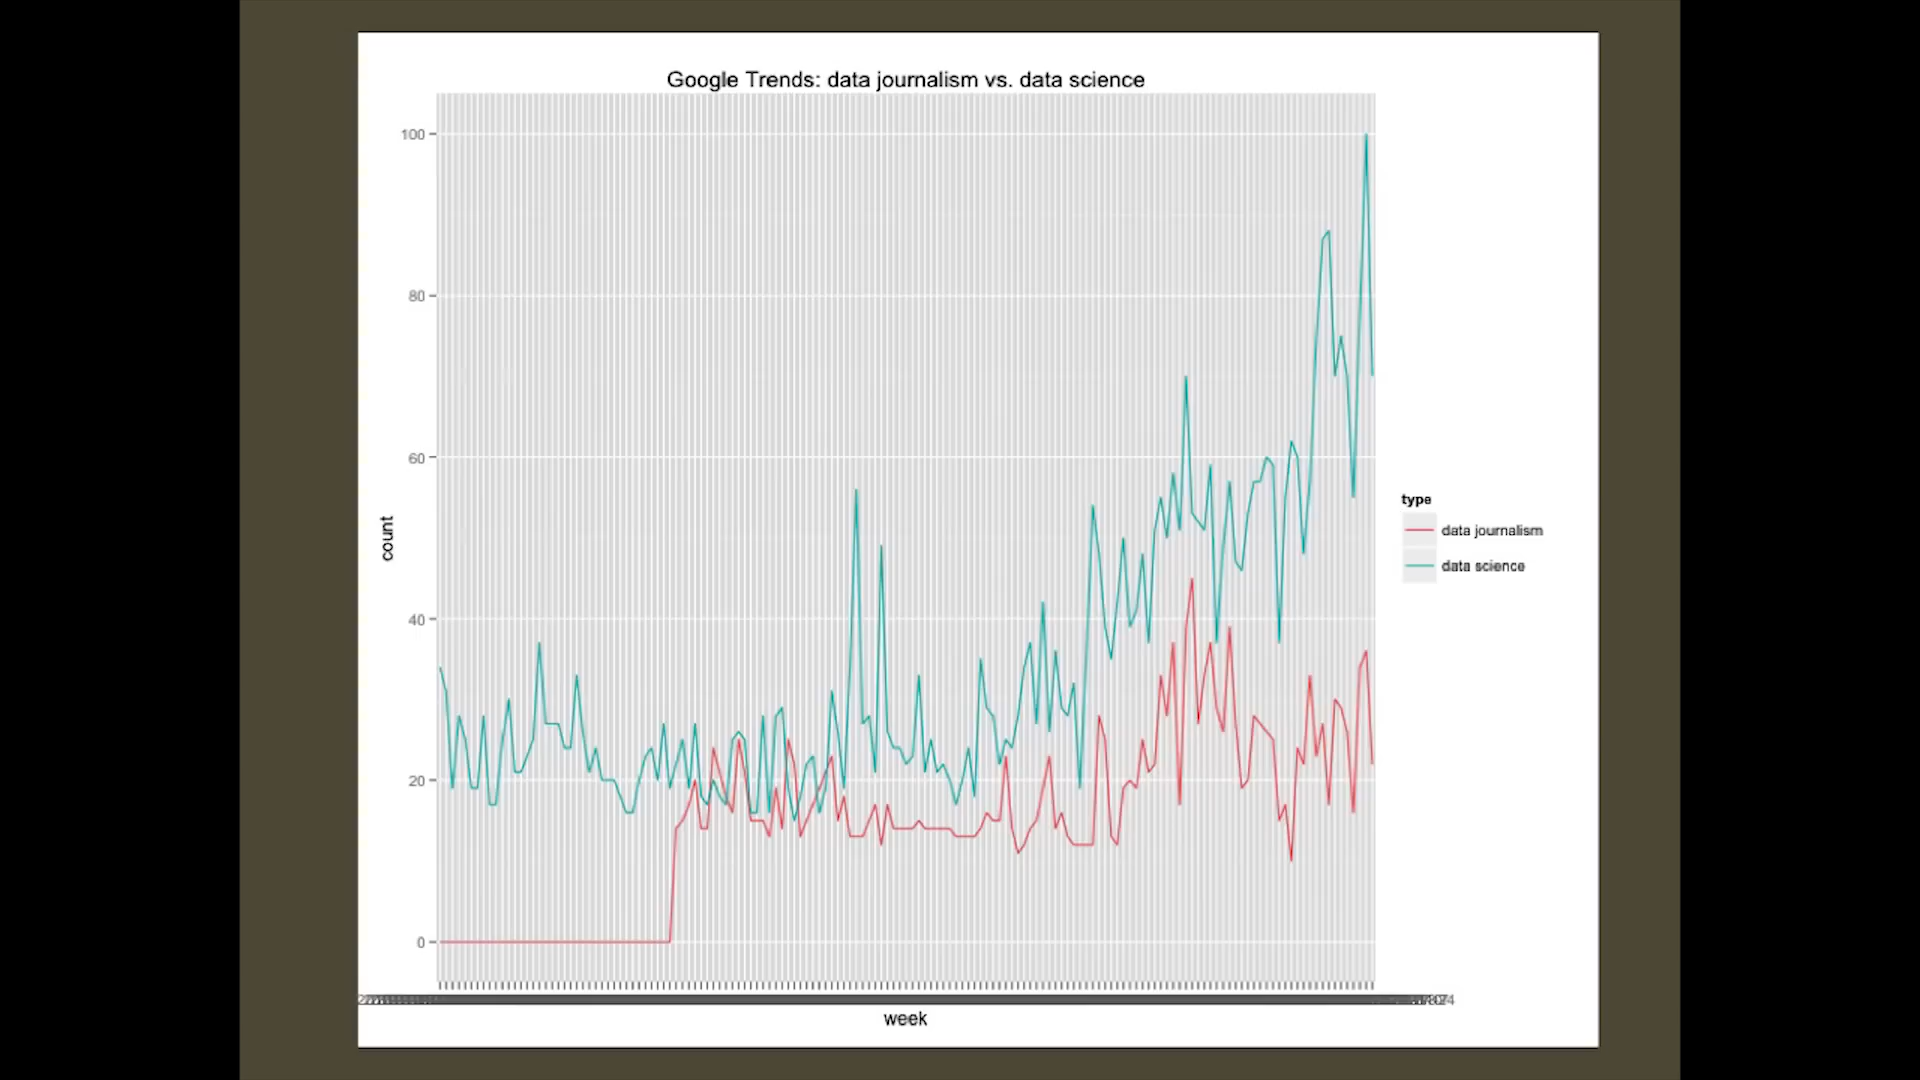 Google Trends: data journalism vs. data science
100
80
60
40
20
0
count
week
type
data journalism
data science